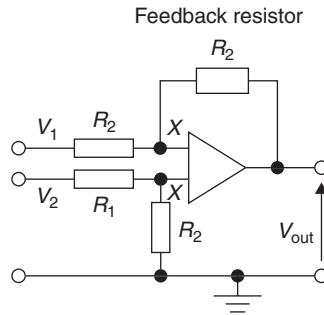 Feedback resistor
R2
V1 R2 X
V2 R1 X
R2
Vout